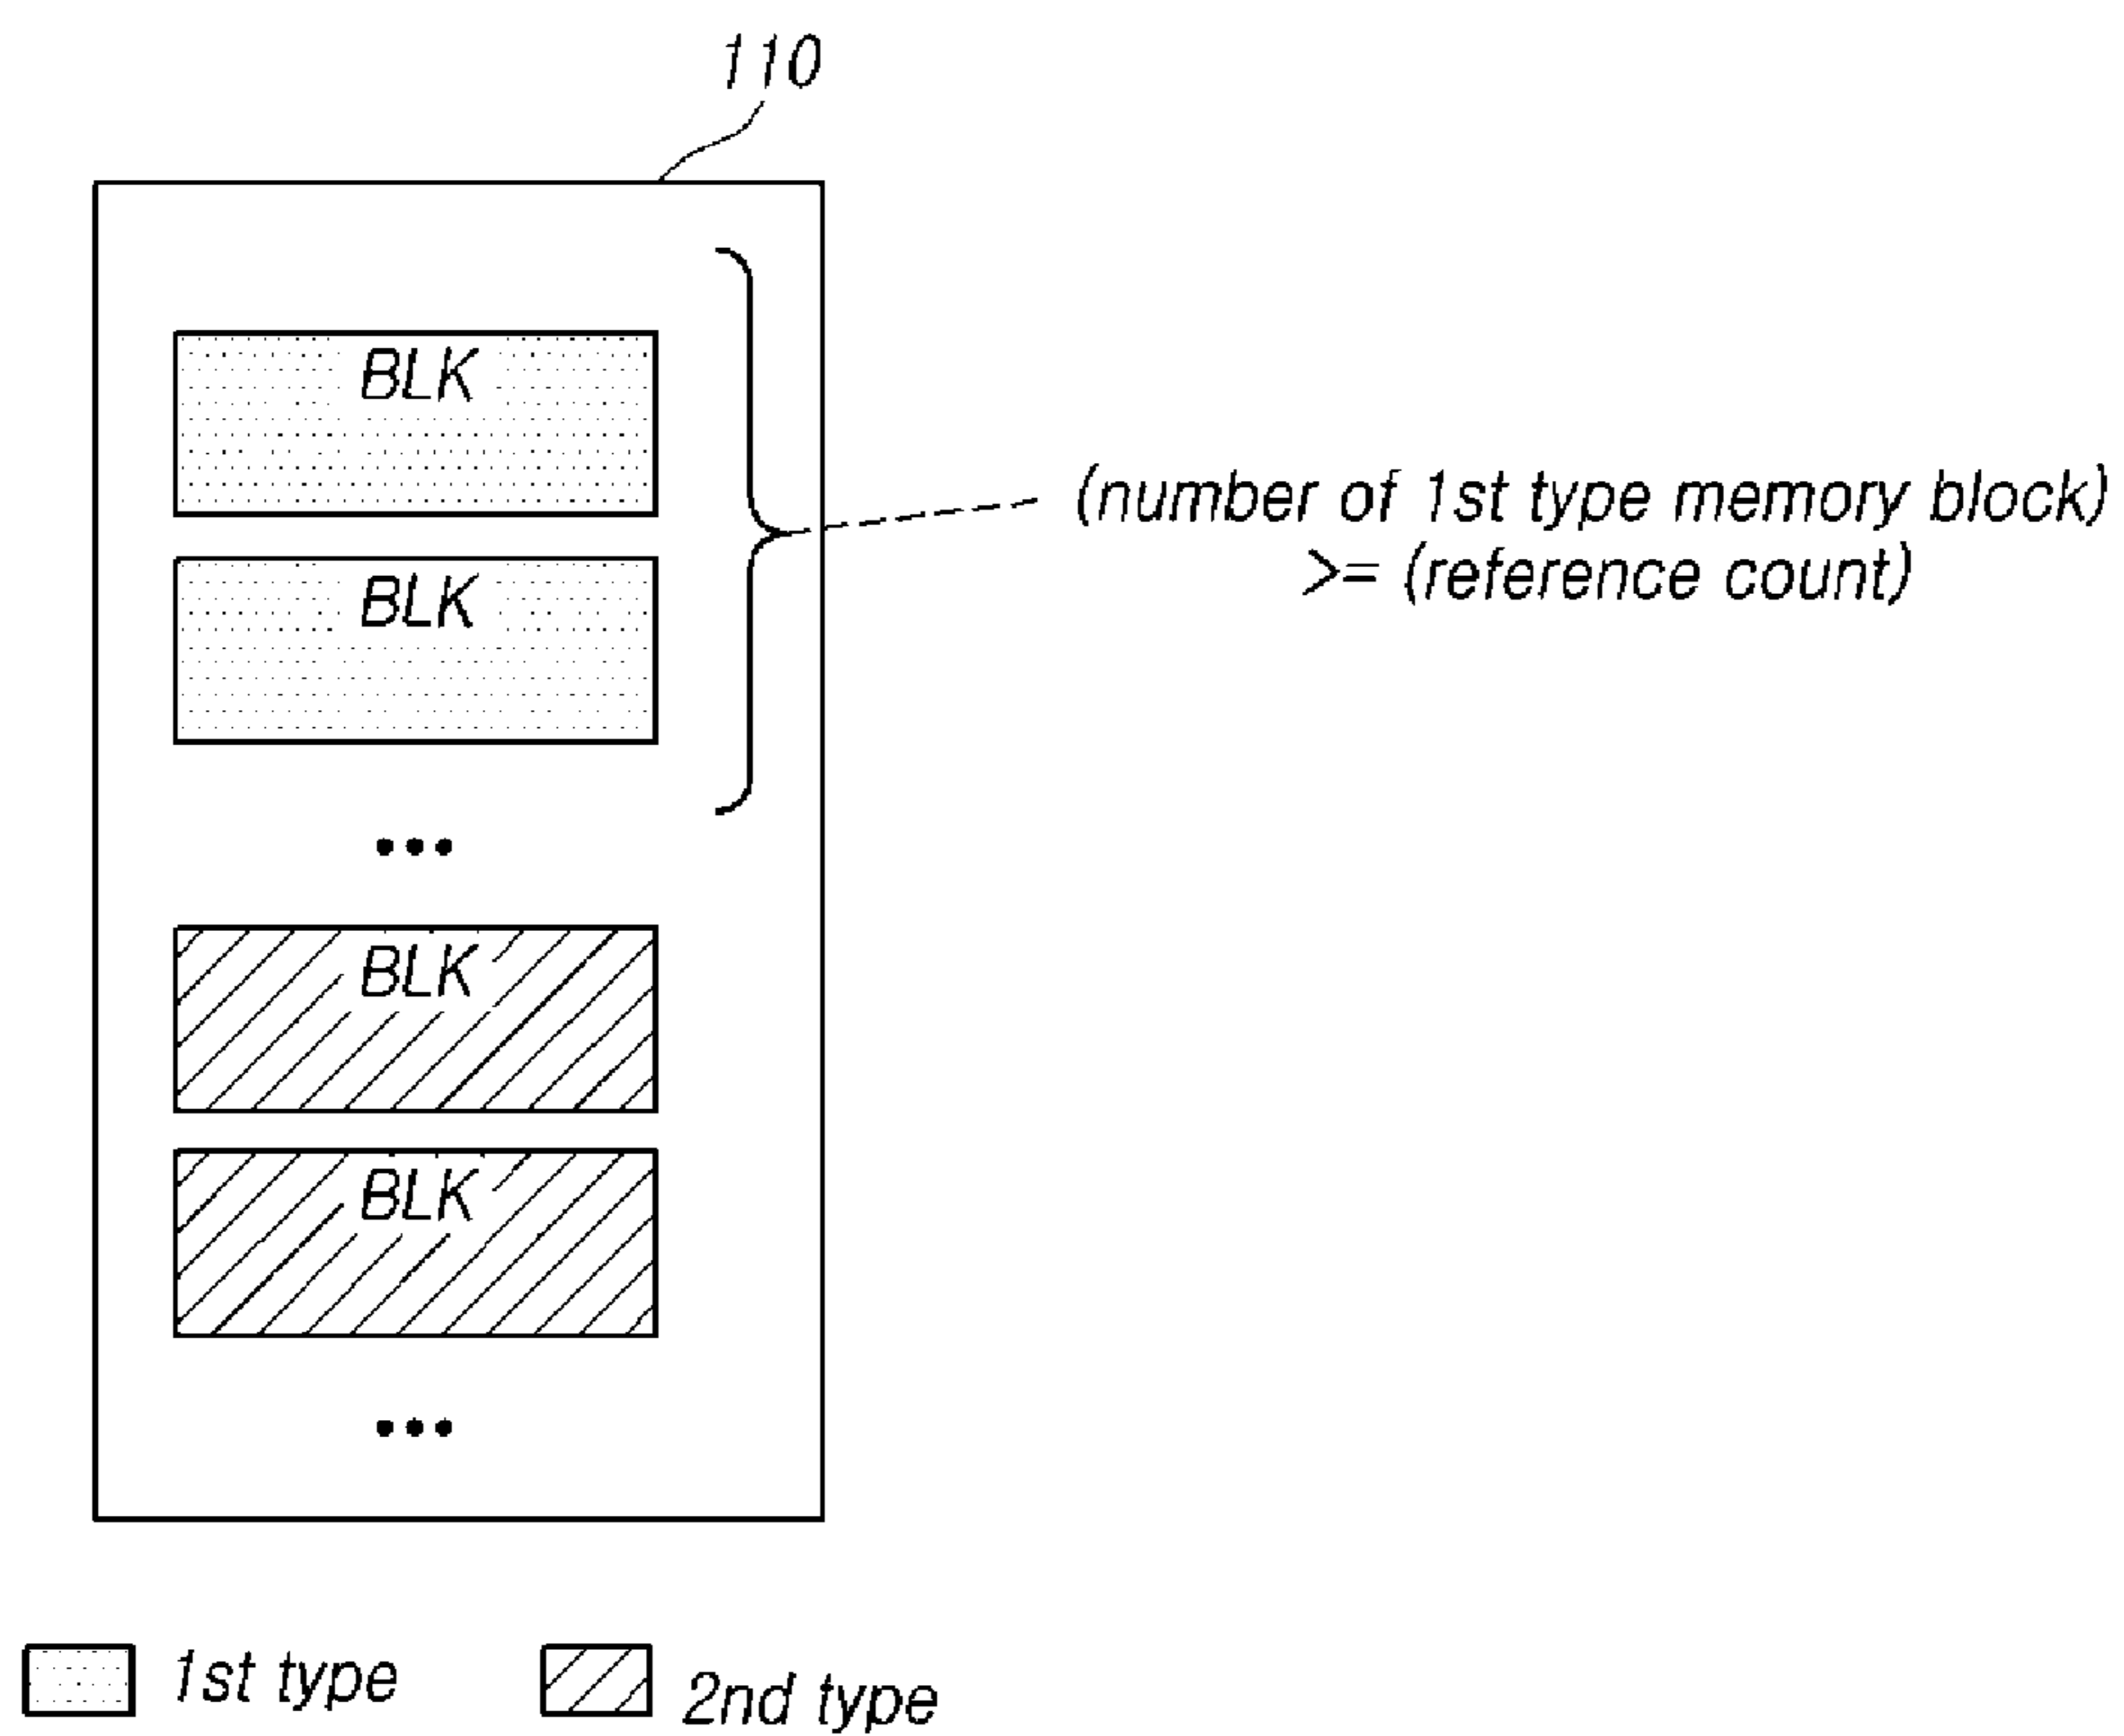 110
BLK
BLK
(number of 1st type memory block)
>= (reference count)
•••
BLK
BLK
•••
1st type
2nd type